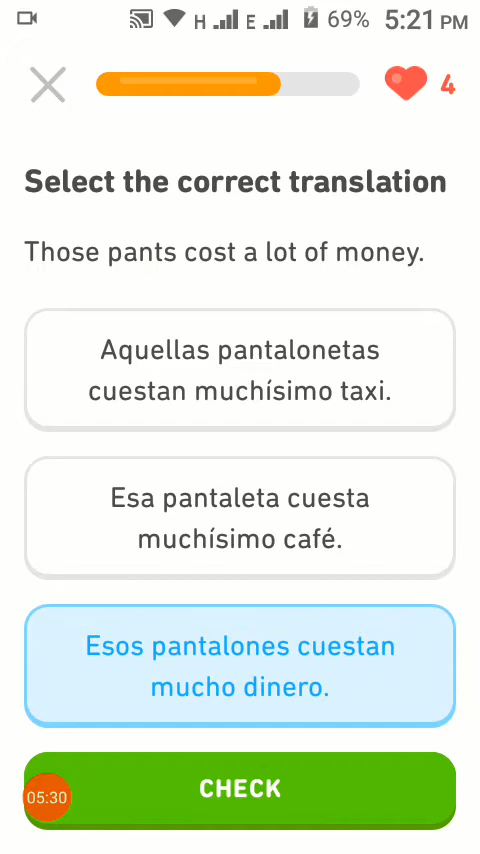 H E 69% 5:21 PM
4
Select the correct translation
Those pants cost a lot of money.
Aquellas pantalonetas
cuestan muchísimo taxi.
Esa pantaleta cuesta
muchísimo café.
Esos pantalones cuestan
mucho dinero.
CHECK
05:30